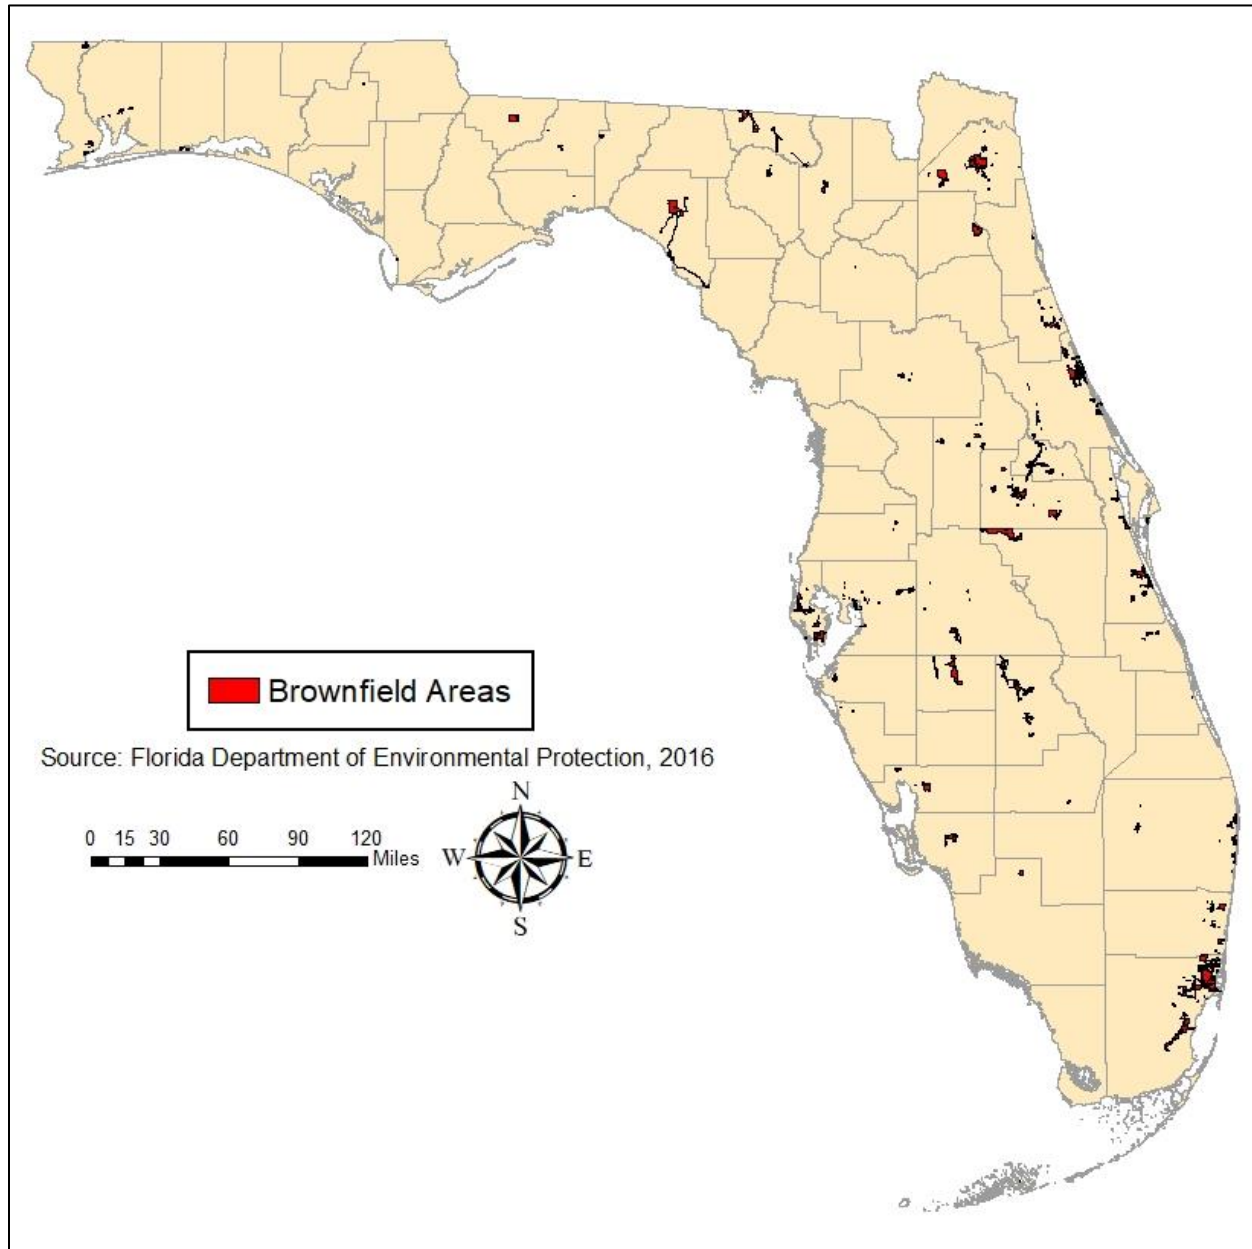 Brownfield Areas
Source: Florida Department of Environmental Protection, 2016
0 15 30 60 90 120
Miles
N
W E
S